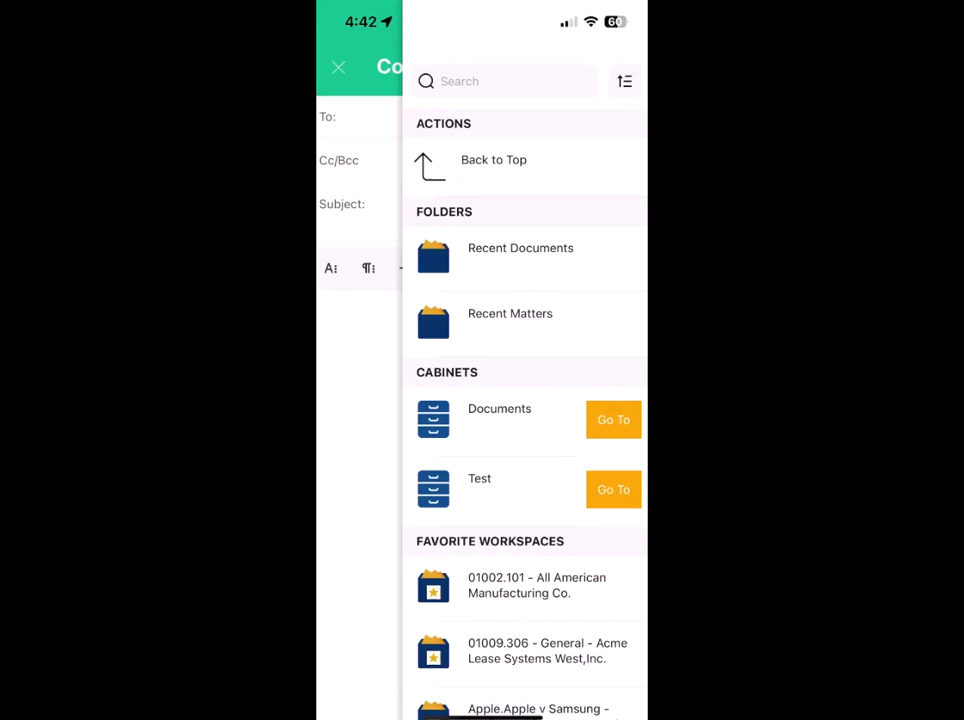 4:42
60
Co
Search
To:
ACTIONS
Cc/Bcc
Back to Top
Subject:
FOLDERS
Recent Documents
A
Recent Matters
CABINETS
Documents
Go To
Test
Go To
FAVORITE WORKSPACES
01002.101 - All American
Manufacturing Co.
01009.306 - General - Acme
Lease Systems West,Inc.
Apple.Apple v Samsung -